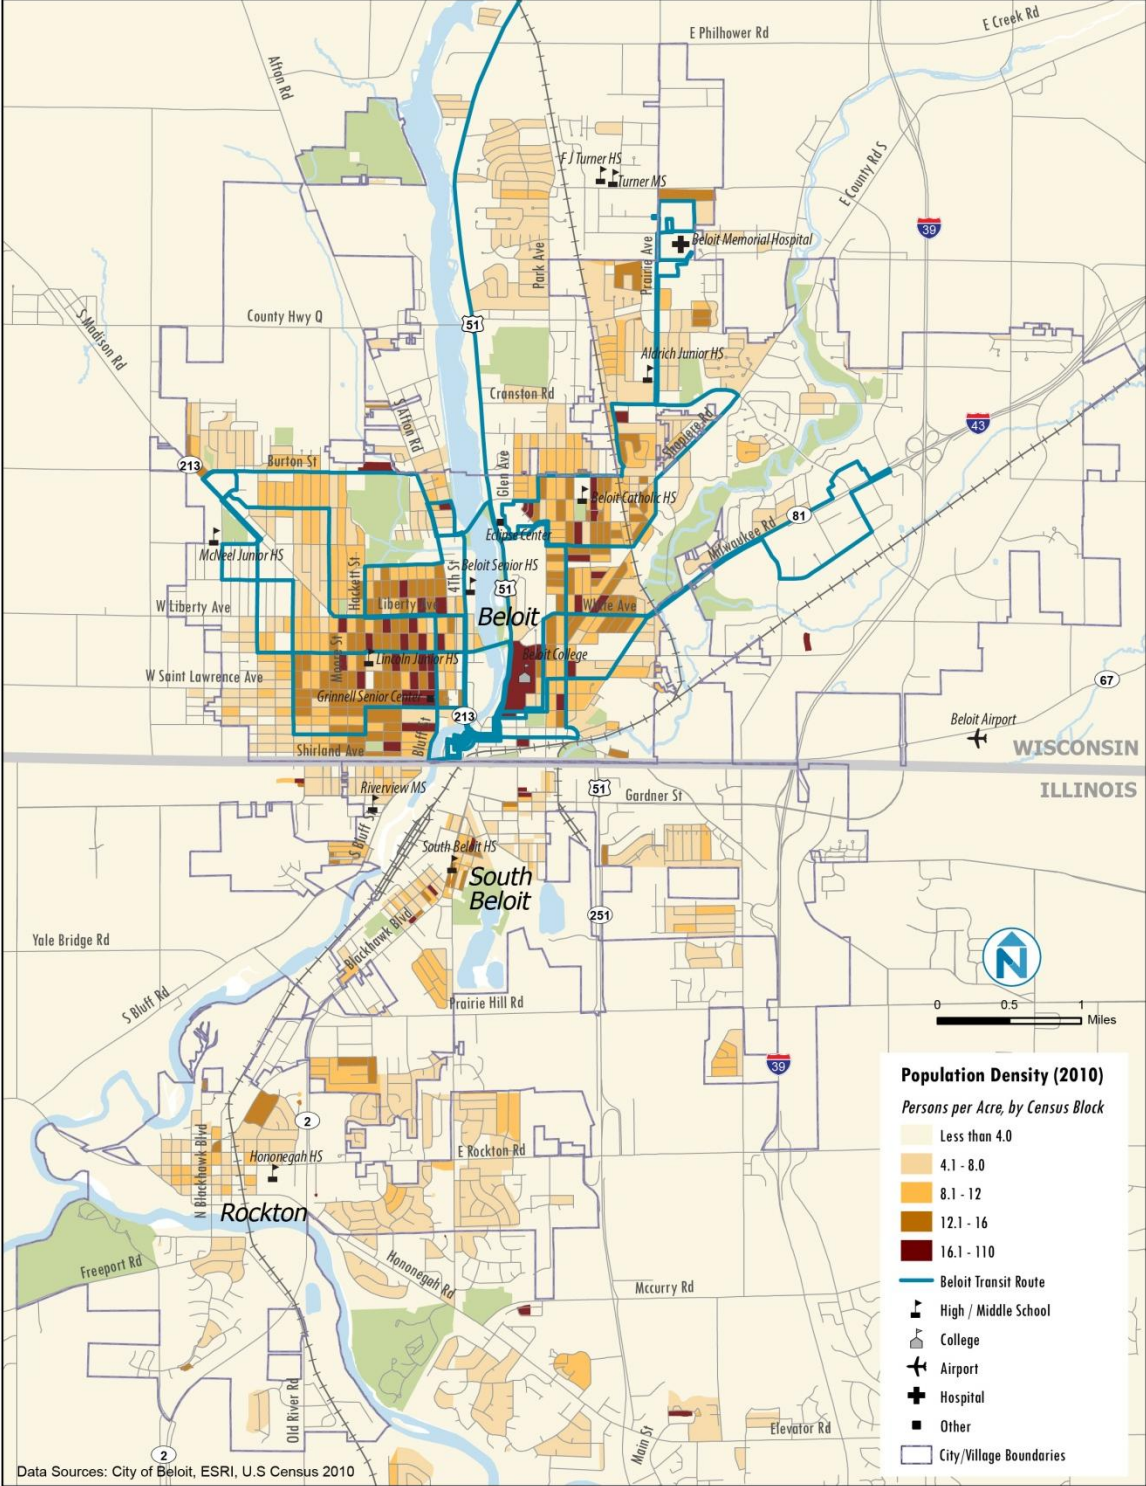 E Philhower Rd
E Creek Rd
Afton Rd
F J Turner HS
Turner MS
E County Rd S
39
Beloit Memorial Hospital
Park Ave
Prairie Ave
S Madison Rd
County Hwy Q
51
Aldrich Junior HS
Cranston Rd
S Afton Rd
Shopiere Rd
43
213
Burton St
Glen Ave
Beloit Catholic HS
81
Eclipse Center
Milwaukee Rd
McNeel Junior HS
Hackett St
4Th St
Beloit Senior HS
51
W Liberty Ave
Liberty Ave
Beloit
White Ave
Moore St
Lincoln Junior HS
Beloit College
W Saint Lawrence Ave
67
Grinnell Senior Center
213
Beloit Airport
Bluff St
Shirland Ave
WISCONSIN
ILLINOIS
Riverview MS
51
Gardner St
S Bluff St
South Beloit HS
South
Beloit
251
Yale Bridge Rd
Blackhawk Blvd
N
S Bluff Rd
Prairie Hill Rd
0 0.5 1
Miles
39
Population Density (2010)
Persons per Acre, by Census Block
Less than 4.0
4.1 - 8.0
8.1 - 12
12.1 - 16
16.1 - 110
Beloit Transit Route
High / Middle School
College
Airport
Hospital
Other
City/Village Boundaries
2
N Blackhawk Blvd
Hononegah HS
E Rockton Rd
Rockton
Freeport Rd
Hononegah Rd
Mccurry Rd
Old River Rd
Main St
Elevator Rd
2
Data Sources: City of Beloit, ESRI, U.S Census 2010